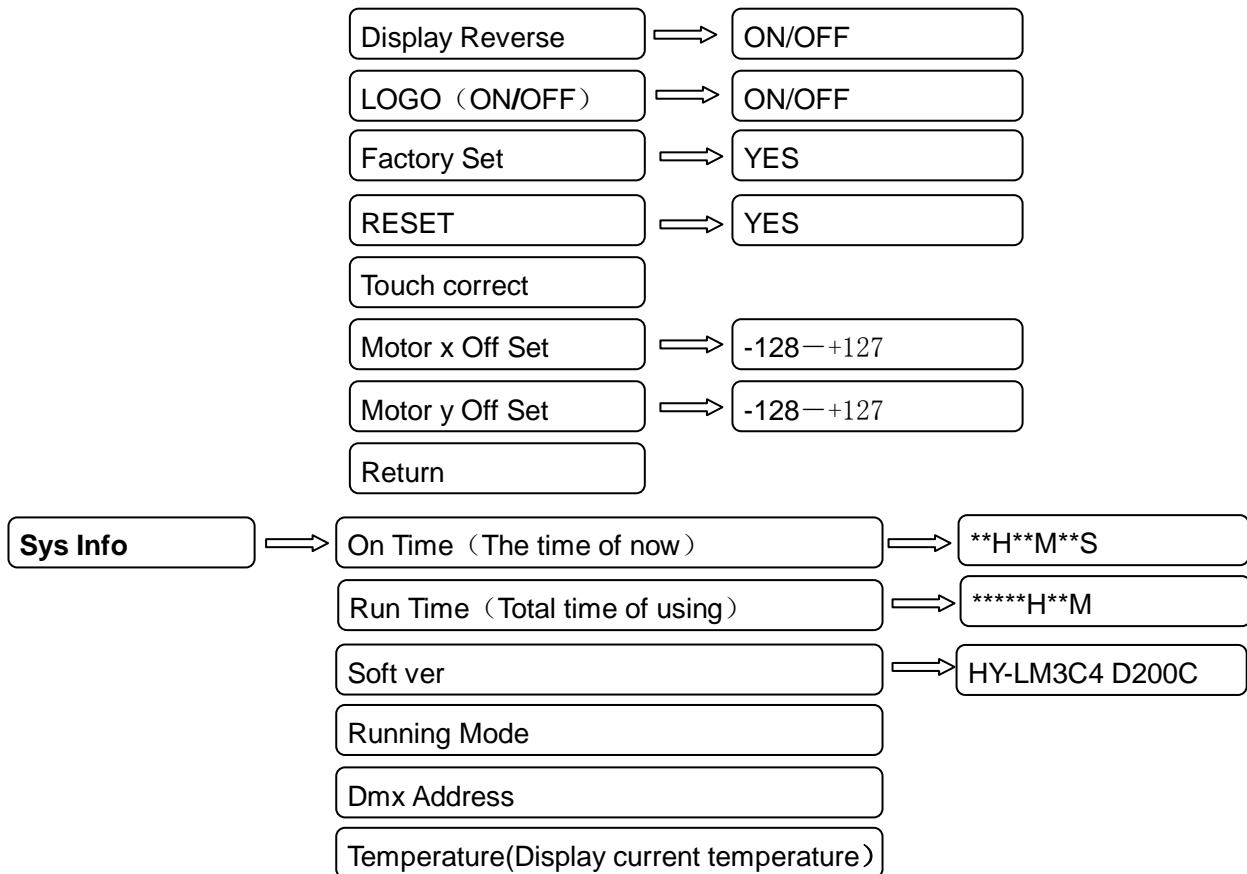 Display Reverse ON/OFF
LOGO（ON/OFF） ON/OFF
Factory Set YES
RESET YES
Touch correct
Motor x Off Set -128－+127
Motor y Off Set -128－+127
Return
Sys Info On Time（The time of now） **H**M**S
Run Time（Total time of using） *****H**M
Soft ver HY-LM3C4 D200C
Running Mode
Dmx Address
Temperature(Display current temperature）